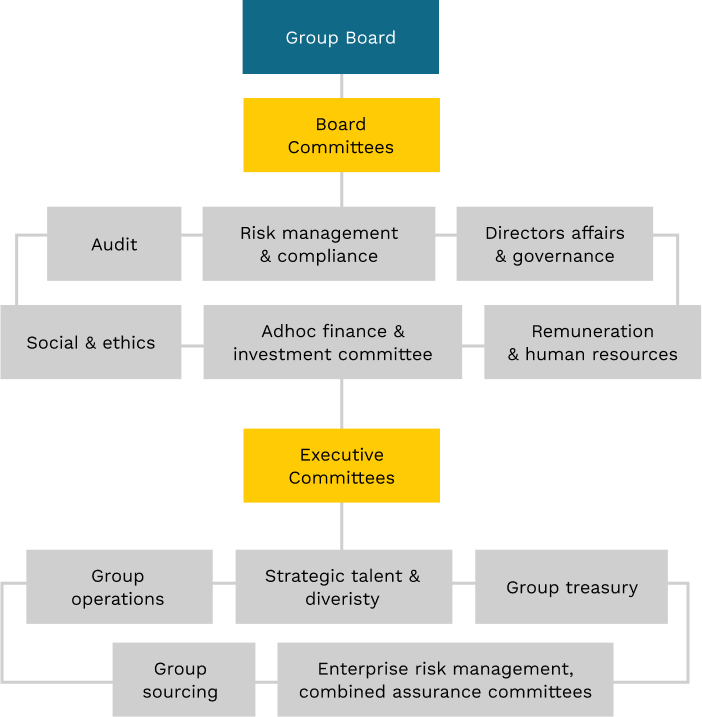 Group Board
Board
Committees
Audit
Risk management
& compliance
Directors affairs
& governance
Social & ethics
Adhoc finance &
investment committee
Remuneration
& human resources
Executive
Committees
Group
operations
Strategic talent &
diveristy
Group treasury
Group
sourcing
Enterprise risk management,
combined assurance committees